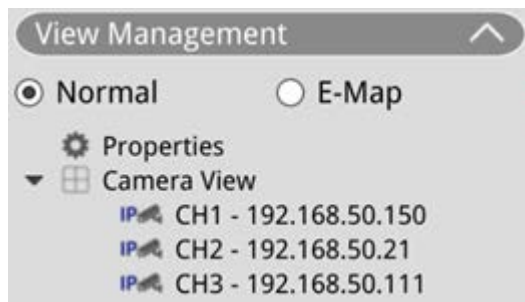 View Management
Normal E-Map
Properties
Camera View
IP CH1 - 192.168.50.150
IP CH2 - 192.168.50.21
IP CH3 - 192.168.50.111